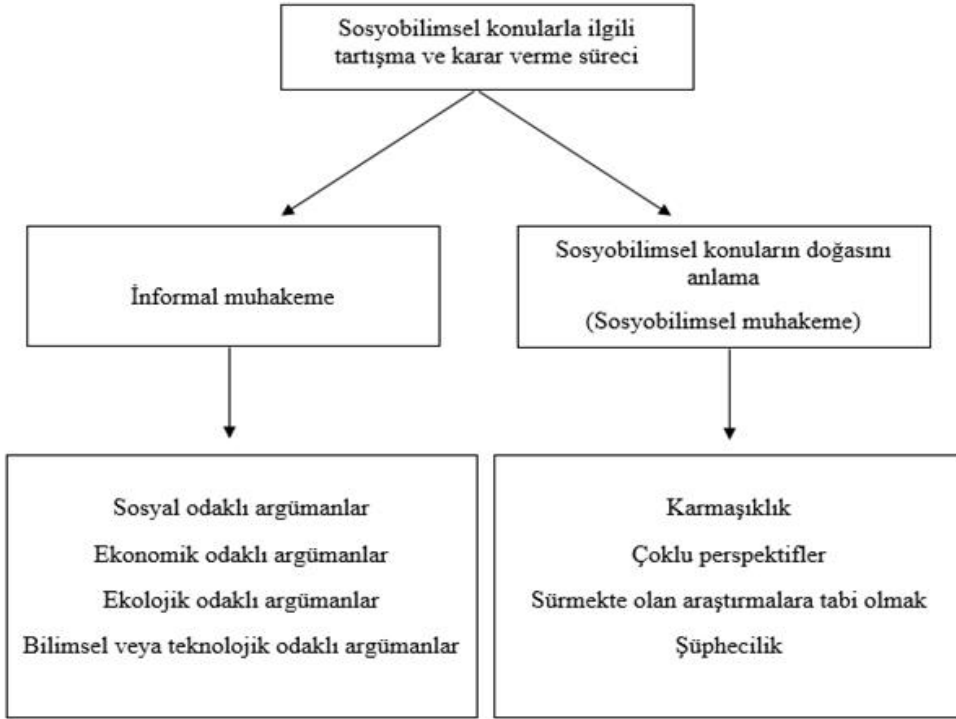 Sosyobilimsel konularla ilgili
tartışma ve karar verme süreci
İnformal muhakeme
Sosyobilimsel konuların doğasını
anlama
(Sosyobilimsel muhakeme)
Sosyal odaklı argümanlar
Ekonomik odaklı argümanlar
Ekolojik odaklı argümanlar
Bilimsel veya teknolojik odaklı argümanlar
Karmaşıklık
Çoklu perspektifler
Sürmekte olan araştırmalara tabi olmak
Şüphecilik